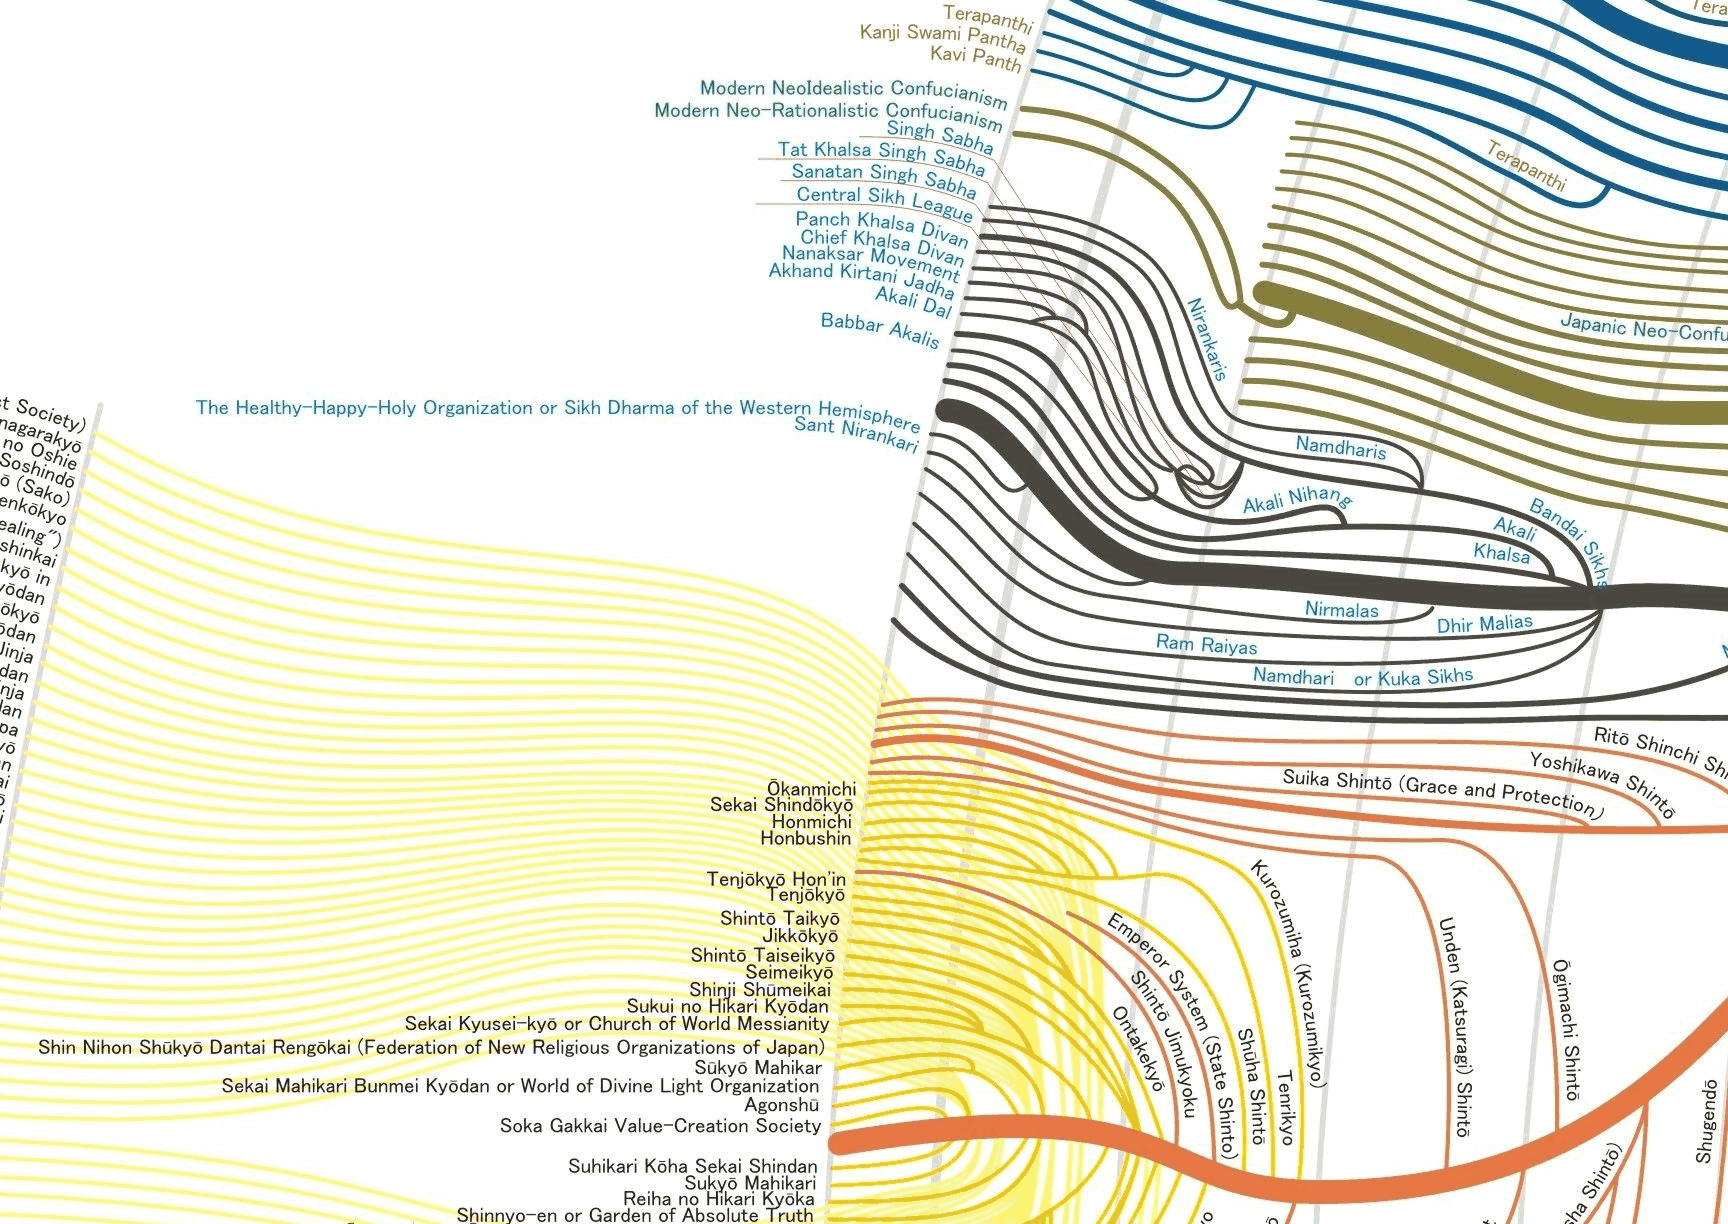 Terapanthi
Kanji Swami Pantha
Kavi Panth
Modern NeoIdealistic Confucianism
Modern Neo-Rationalistic Confucianism
Singh Sabha
Tat Khalsa Singh Sabha
Sanatan Singh Sabha
Central Sikh League
Panch Khalsa Divan
Chief Khalsa Divan
Nanaksar Movement
Akhand Kirtani Jadha
Akali Dal
Babbar Akalis
The Healthy-Happy-Holy Organization or Sikh Dharma of the Western Hemisphere
Sant Nirankari
Terapanthi
Japanic Neo-Confu
Nirankaris
Namdharis
Akali Nihang
Bandai Sikhs
Akali
Khalsa
Nirmalas
Dhir Malias
Ram Raiyas
Namdhari or Kuka Sikhs
Ritō Shinchi Shi
Yoshikawa Shintō
Suika Shintō (Grace and Protection)
st Society)
nagarakyō
no Oshie
Soshindō
ō (Sako)
enkōkyo
ealing")
shinkai
kyō in
yōdan
ōkyō
ōdan
Jinja
dan
nja
dan
pa
yō
Ōkanmichi
Sekai Shindōkyō
Honmichi
Honbushin
Tenjōkyō Hon'in
Tenjōkyō
Shintō Taikyō
Jikkōkyō
Shintō Taiseikyō
Seimeikyō
Shinji Shūmeikai
Sukui no Hikari Kyōdan
Sekai Kyusei-kyō or Church of World Messianity
Shin Nihon Shūkyō Dantai Rengōkai (Federation of New Religious Organizations of Japan)
Sūkyō Mahikar
Sekai Mahikari Bunmei Kyōdan or World of Divine Light Organization
Agonshū
Soka Gakkai Value-Creation Society
Suhikari Kōha Sekai Shindan
Sukyō Mahikari
Reiha no Hikari Kyōka
Shinnyo-en or Garden of Absolute Truth
Kurozumiha (Kurozumikyo)
Emperor System (State Shinto)
Shintō Jimukyoku
Ontakekyō
Shūha Shintō
Tenrikyo
Unden (Katsuragi) Shintō
Ōgimachi Shintō
Shugendō
sha Shintō)